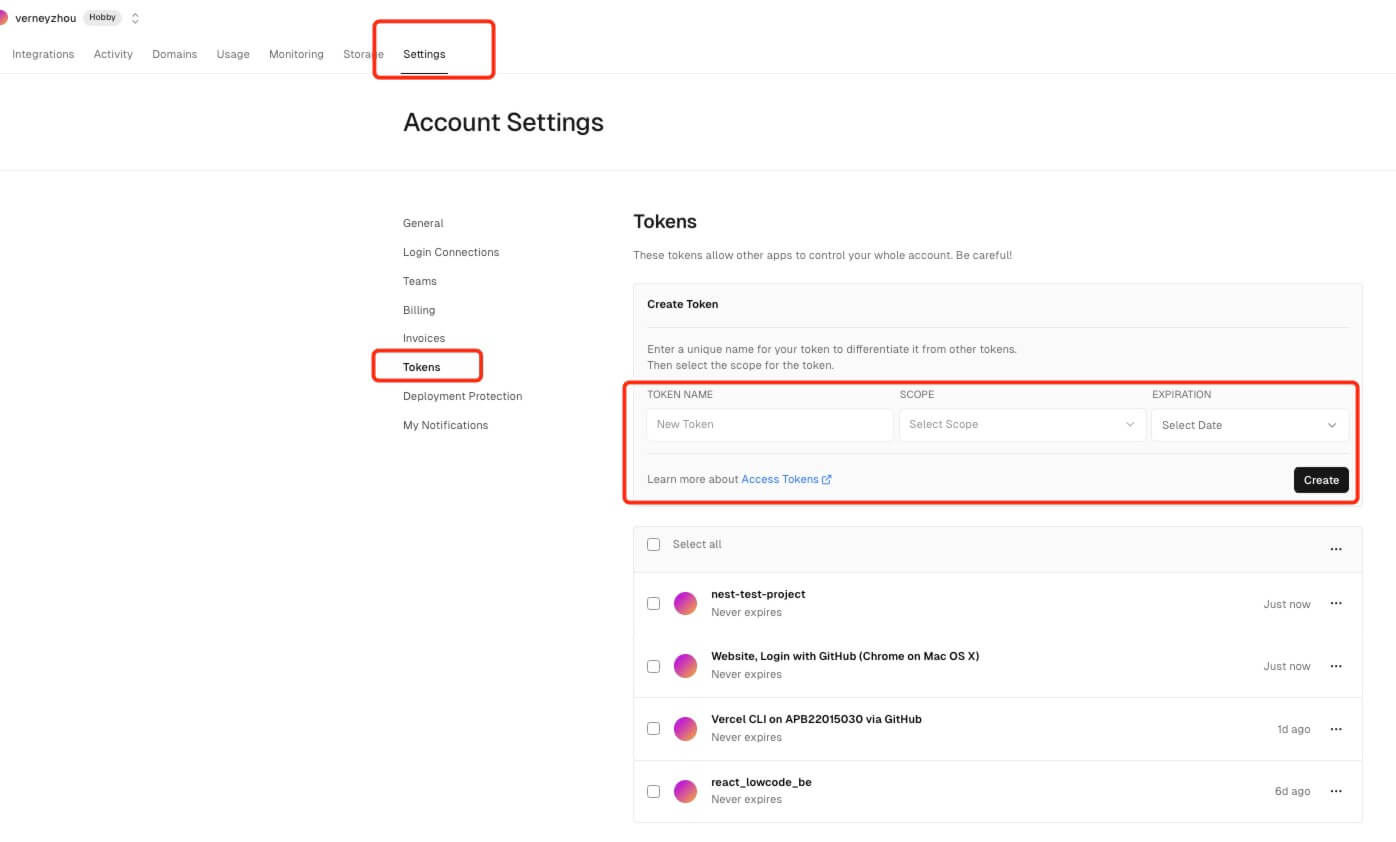 verneyzhou Hobby
Integrations Activity Domains Usage Monitoring Storage Settings
Account Settings
General
Login Connections
Teams
Billing
Invoices
Tokens
Deployment Protection
My Notifications
Tokens
These tokens allow other apps to control your whole account. Be careful!
Create Token
Enter a unique name for your token to differentiate it from other tokens.
Then select the scope for the token.
TOKEN NAME SCOPE EXPIRATION
New Token Select Scope Select Date
Learn more about Access Tokens Create
Select all
nest-test-project
Never expires
Just now
Website, Login with GitHub (Chrome on Mac OS X)
Never expires
Just now
Vercel CLI on APB22015030 via GitHub
Never expires
1d ago
react_lowcode_be
Never expires
6d ago